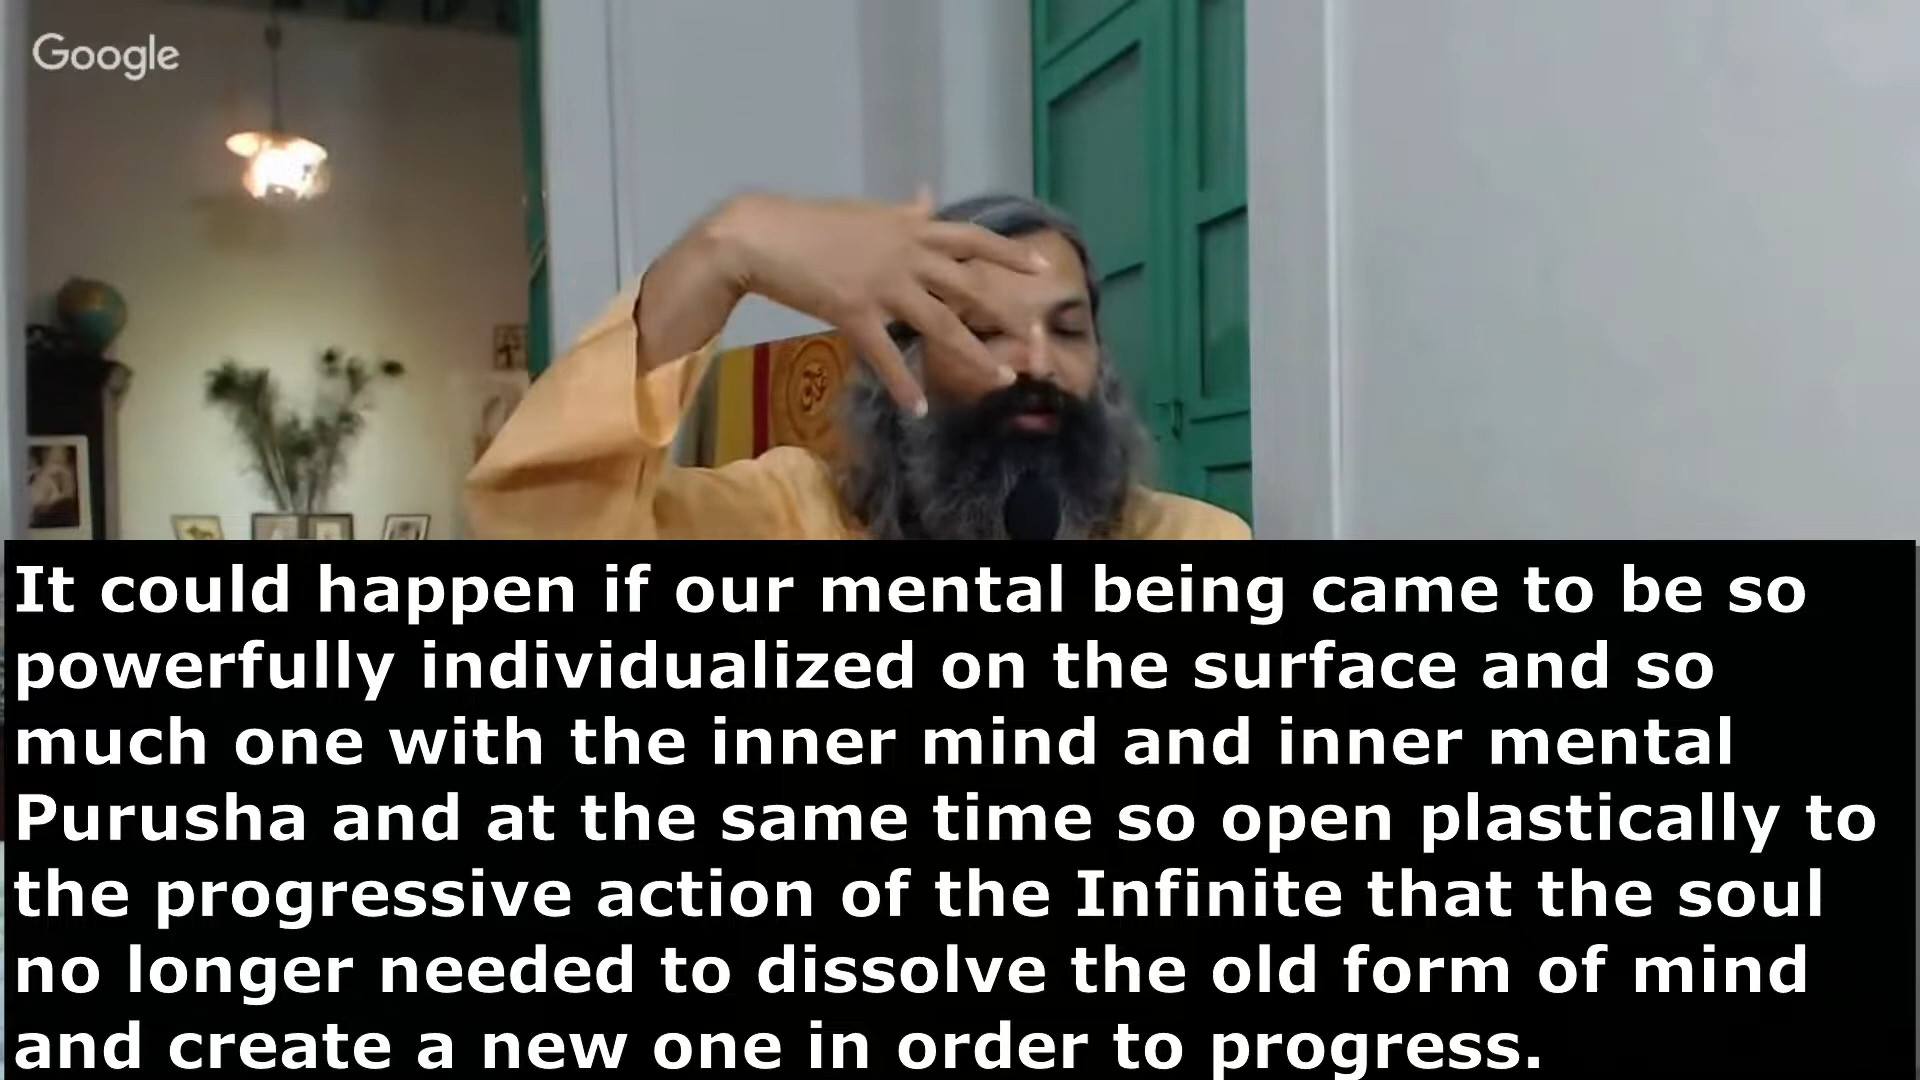 Google
It could happen if our mental being came to be so
powerfully individualized on the surface and so
much one with the inner mind and inner mental
Purusha and at the same time so open plastically to
the progressive action of the Infinite that the soul
no longer needed to dissolve the old form of mind
and create a new one in order to progress.